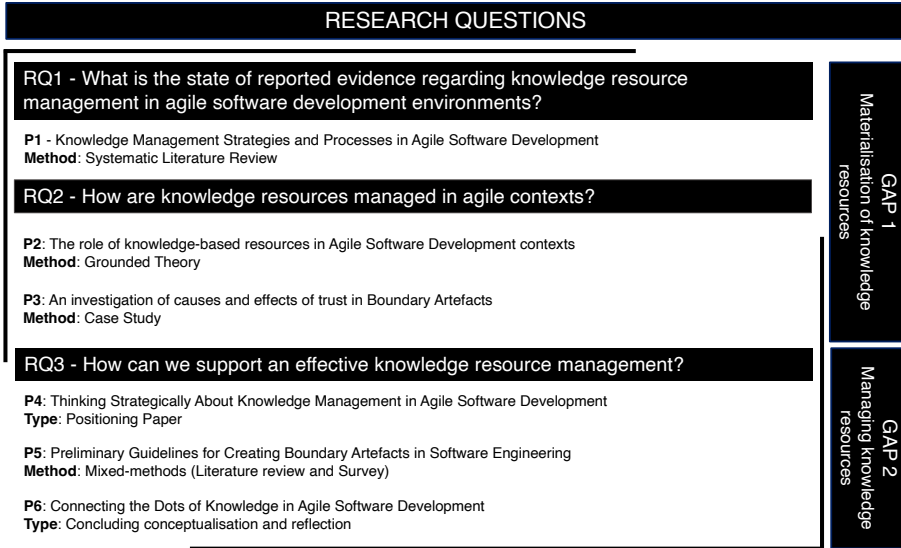 RESEARCH QUESTIONS
RQ1 - What is the state of reported evidence regarding knowledge resource
management in agile software development environments?
P1 - Knowledge Management Strategies and Processes in Agile Software Development
Method: Systematic Literature Review
RQ2 - How are knowledge resources managed in agile contexts?
P2: The role of knowledge-based resources in Agile Software Development contexts
Method: Grounded Theory
P3: An investigation of causes and effects of trust in Boundary Artefacts
Method: Case Study
RQ3 - How can we support an effective knowledge resource management?
P4: Thinking Strategically About Knowledge Management in Agile Software Development
Type: Positioning Paper
P5: Preliminary Guidelines for Creating Boundary Artefacts in Software Engineering
Method: Mixed-methods (Literature review and Survey)
P6: Connecting the Dots of Knowledge in Agile Software Development
Type: Concluding conceptualisation and reflection
GAP 1
Materialisation of knowledge
resources
GAP 2
Managing knowledge
resources